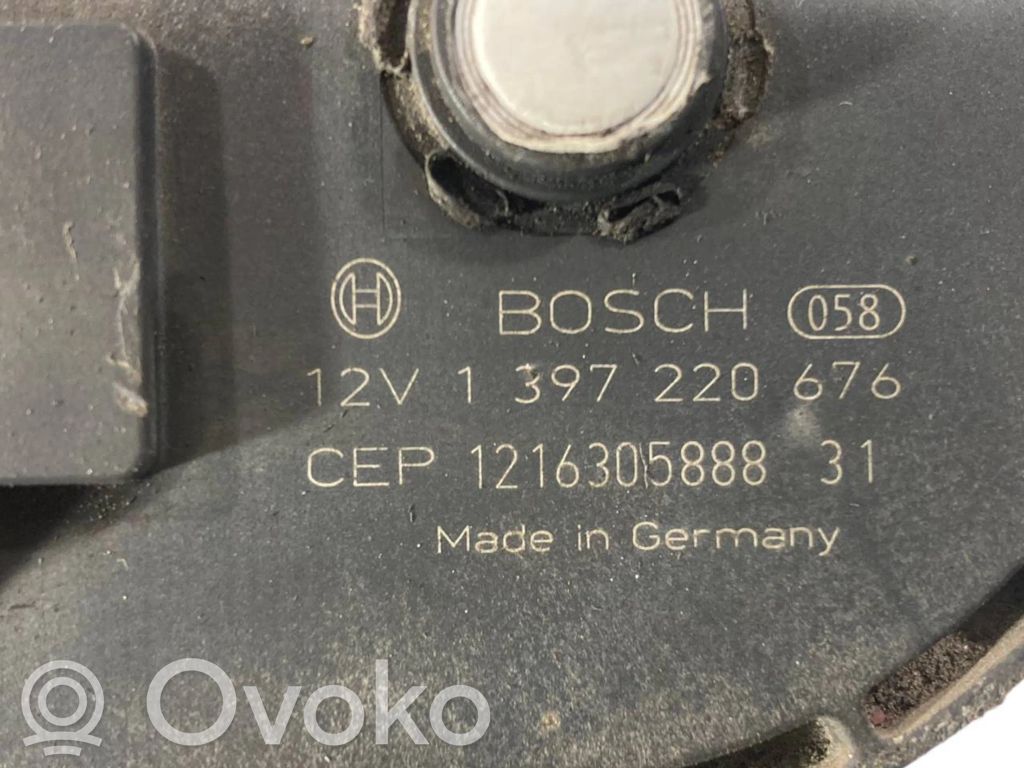 BOSCH 058
12V 1 397 220 676
CEP 1216305888 31
Made in Germany
Ovoko